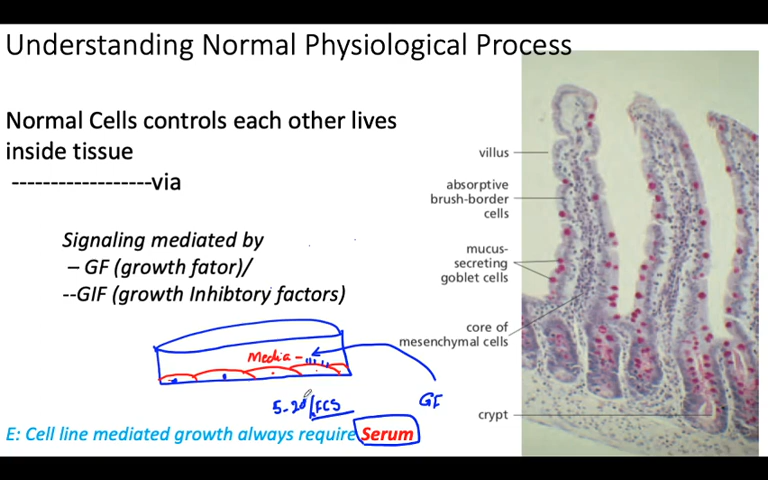 Understanding Normal Physiological Process
Normal Cells controls each other lives
inside tissue
------------------via
Signaling mediated by
– GF (growth fator)/
--GIF (growth Inhibtory factors)
Media -
5-20%/FCS
GF
E: Cell line mediated growth always require Serum
villus
absorptive
brush-border
cells
mucus-
secreting
goblet cells
core of
mesenchymal cells
crypt